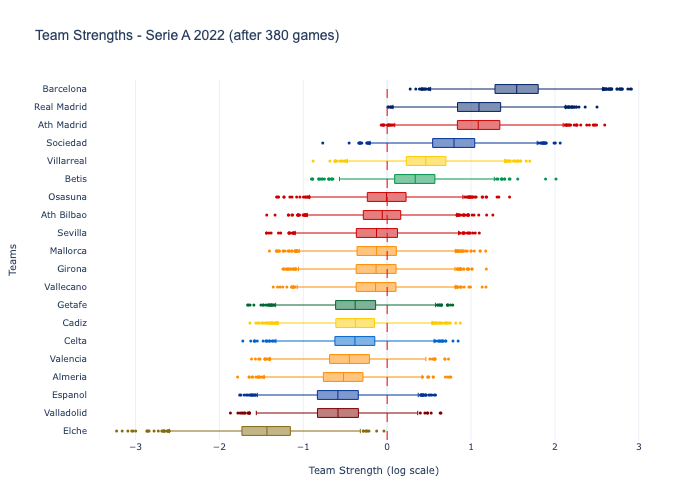 Team Strengths - Serie A 2022 (after 380 games)
Barcelona
Real Madrid
Ath Madrid
Sociedad
Villarreal
Betis
Osasuna
Ath Bilbao
Sevilla
Mallorca
Girona
Vallecano
Getafe
Cadiz
Celta
Valencia
Almeria
Espanol
Valladolid
Elche
Teams
−3 −2 −1 0 1 2 3
Team Strength (log scale)